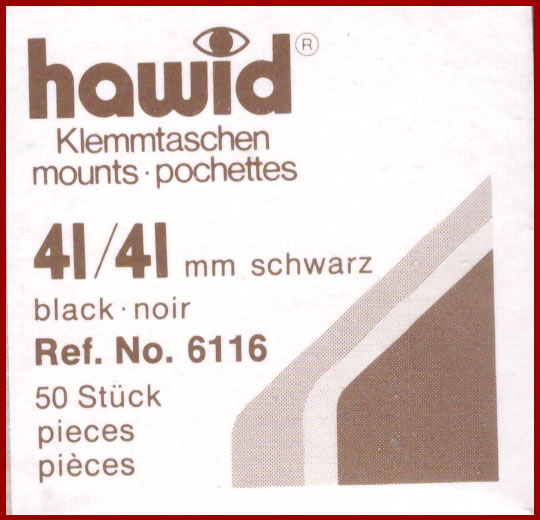 hawid®
Klemmtaschen
mounts · pochettes
41/41 mm schwarz
black · noir
Ref. No. 6116
50 Stück
pieces
pièces